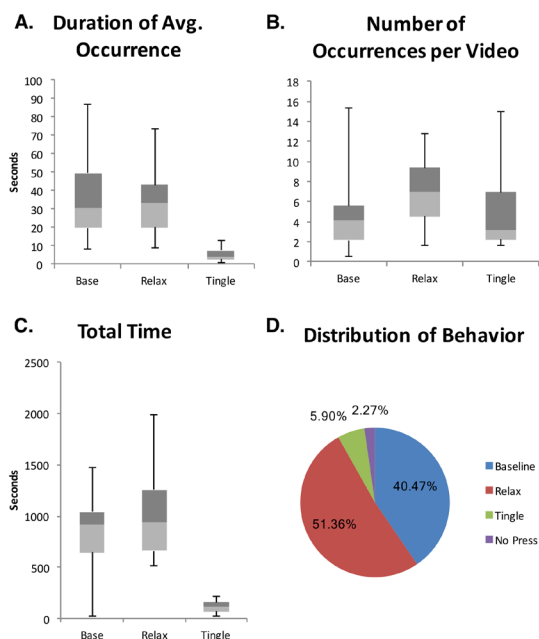 A. Duration of Avg.
Occurrence
100
90
80
70
60
50
40
30
20
10
0
Seconds
Base Relax Tingle
B. Number of
Occurrences per Video
18
16
14
12
10
8
6
4
2
0
Base Relax Tingle
C. Total Time
2500
2000
1500
1000
500
0
Seconds
Base Relax Tingle
D. Distribution of Behavior
5.90% 2.27%
40.47%
51.36%
Baseline
Relax
Tingle
No Press